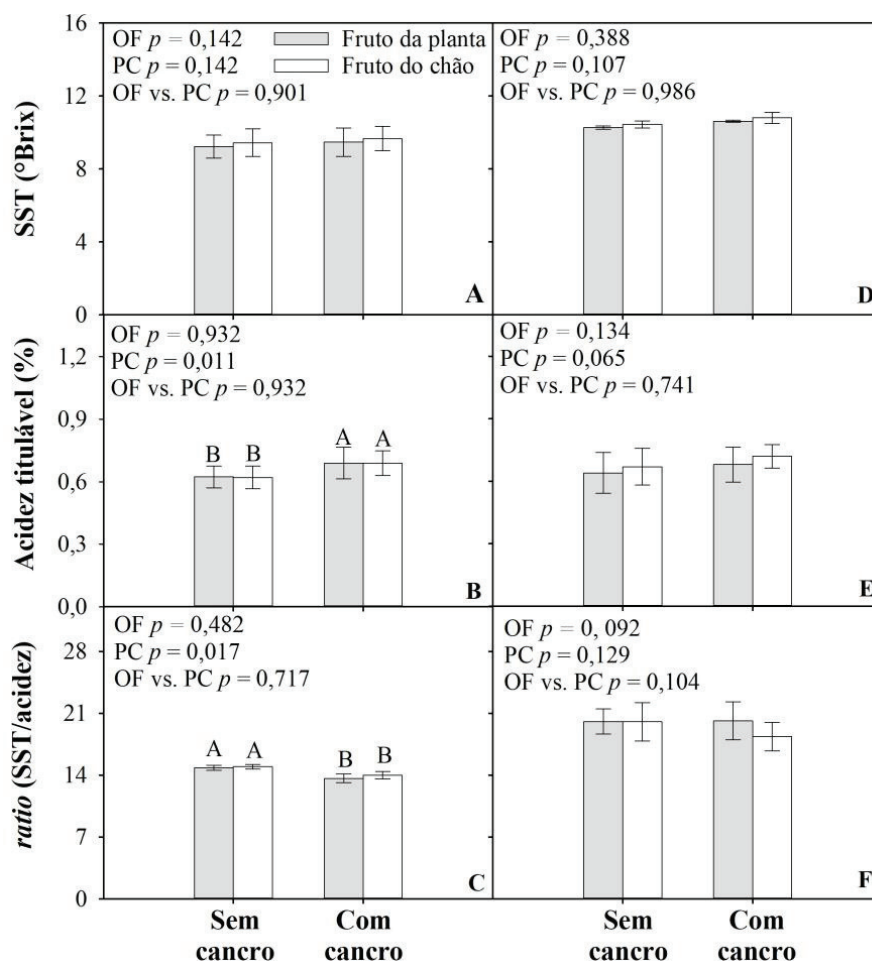 SST (°Brix)
16
12
8
4
0
OF p = 0,142
PC p = 0,142
OF vs. PC p = 0,901
Fruto da planta
Fruto do chão
A
OF p = 0,388
PC p = 0,107
OF vs. PC p = 0,986
D
Acidez titulável (%)
1,2
0,9
0,6
0,3
0,0
OF p = 0,932
PC p = 0,011
OF vs. PC p = 0,932
B B A A
B
OF p = 0,134
PC p = 0,065
OF vs. PC p = 0,741
E
ratio (SST/acidez)
28
21
14
7
0
OF p = 0,482
PC p = 0,017
OF vs. PC p = 0,717
A A B B
C
OF p = 0, 092
PC p = 0,129
OF vs. PC p = 0,104
F
Sem Com Sem Com
cancro cancro cancro cancro